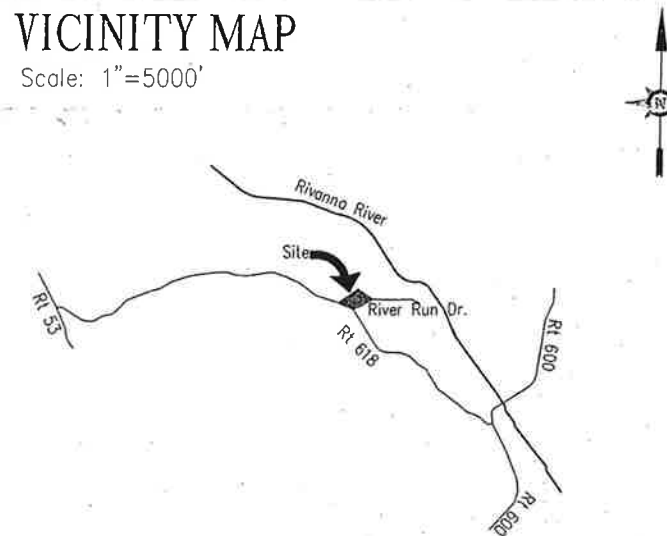 VICINITY MAP
Scale: 1"=5000'
N
Rivanna River
Site
River Run Dr.
Rt 53
Rt 618
Rt 600
Rt 600